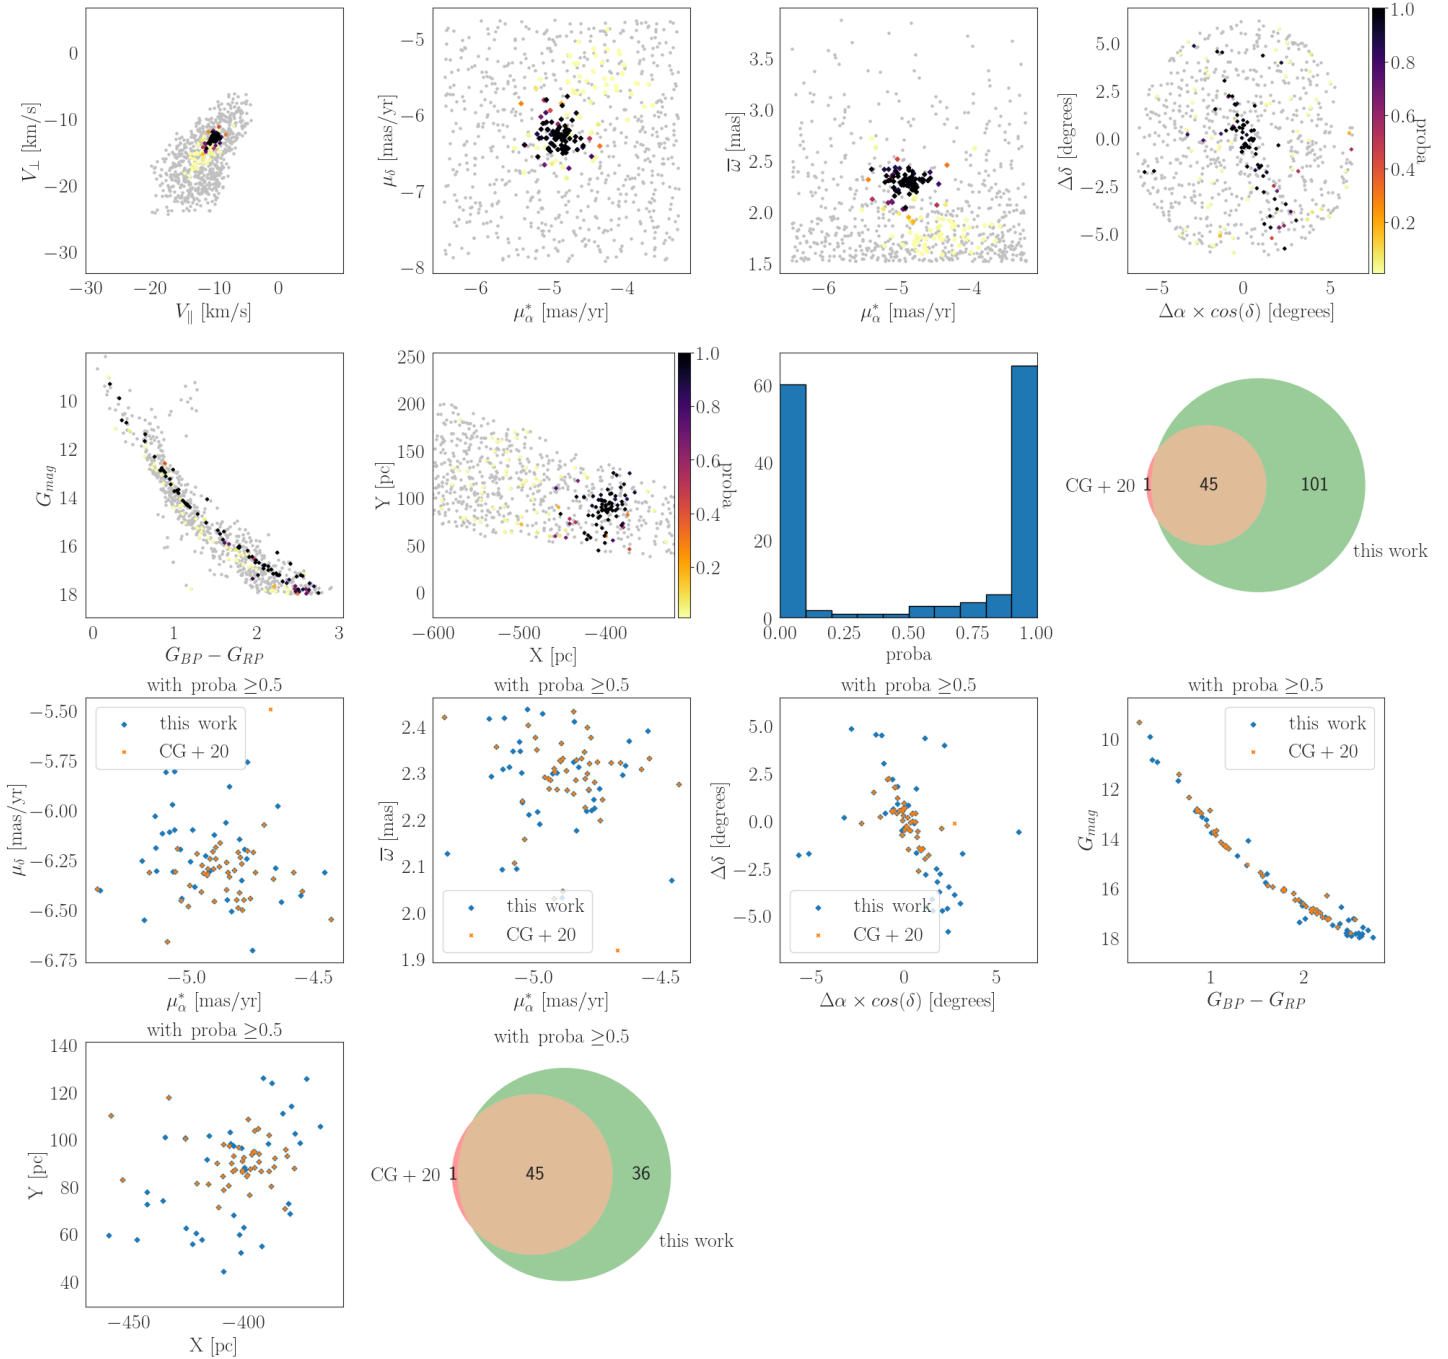 0
−10
−20
−30
V⊥ [km/s]
−30
−20
−10
0
V∥ [km/s]
−5
−6
−7
−8
μδ [mas/yr]
−6
−5
−4
μ*α [mas/yr]
3.5
3.0
2.5
2.0
1.5
ϖ [mas]
−6
−5
−4
μ*α [mas/yr]
5.0
2.5
0.0
−2.5
−5.0
Δδ [degrees]
−5
0
5
Δα × cos(δ) [degrees]
1.0
0.8
0.6
0.4
0.2
proba
10
12
14
16
18
Gmag
0
1
2
3
GBP − GRP
250
200
150
100
50
0
Y [pc]
−600
−500
−400
X [pc]
1.0
0.8
0.6
0.4
0.2
proba
60
40
20
0
0.00
0.25
0.50
0.75
1.00
proba
CG + 20
1
45
101
this work
with proba ≥0.5
−5.50
−5.75
−6.00
−6.25
−6.50
−6.75
μδ [mas/yr]
this work
CG + 20
−5.0
−4.5
μ*α [mas/yr]
with proba ≥0.5
2.4
2.3
2.2
2.1
2.0
1.9
ϖ [mas]
this work
CG + 20
−5.0
−4.5
μ*α [mas/yr]
with proba ≥0.5
5.0
2.5
0.0
−2.5
−5.0
Δδ [degrees]
this work
CG + 20
−5
0
5
Δα × cos(δ) [degrees]
with proba ≥0.5
10
12
14
16
18
Gmag
this work
CG + 20
1
2
GBP − GRP
with proba ≥0.5
140
120
100
80
60
40
Y [pc]
−450
−400
X [pc]
with proba ≥0.5
CG + 20
1
45
36
this work